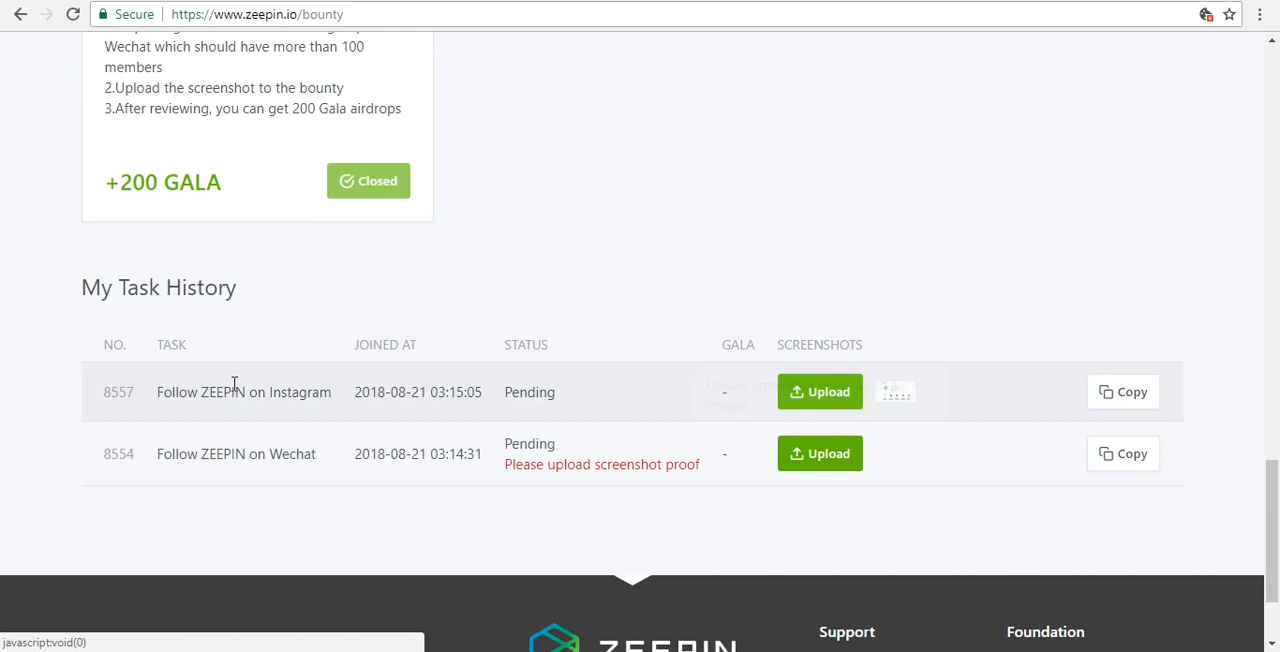 Secure
https://www.zeepin.io/bounty
Wechat which should have more than 100
members
2.Upload the screenshot to the bounty
3.After reviewing, you can get 200 Gala airdrops
+200 GALA
Closed
My Task History
NO. TASK JOINED AT STATUS GALA SCREENSHOTS
8557 Follow ZEEPIN on Instagram 2018-08-21 03:15:05 Pending - Upload Copy
8554 Follow ZEEPIN on Wechat 2018-08-21 03:14:31 Pending - Upload Copy
Please upload screenshot proof
ZEEPIN
Support
Foundation
javascript:void(0)